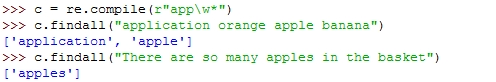 >>> c = re.compile(r"app\w*")
>>> c.findall("application orange apple banana")
['application', 'apple']
>>> c.findall("There are so many apples in the basket")
['apples']